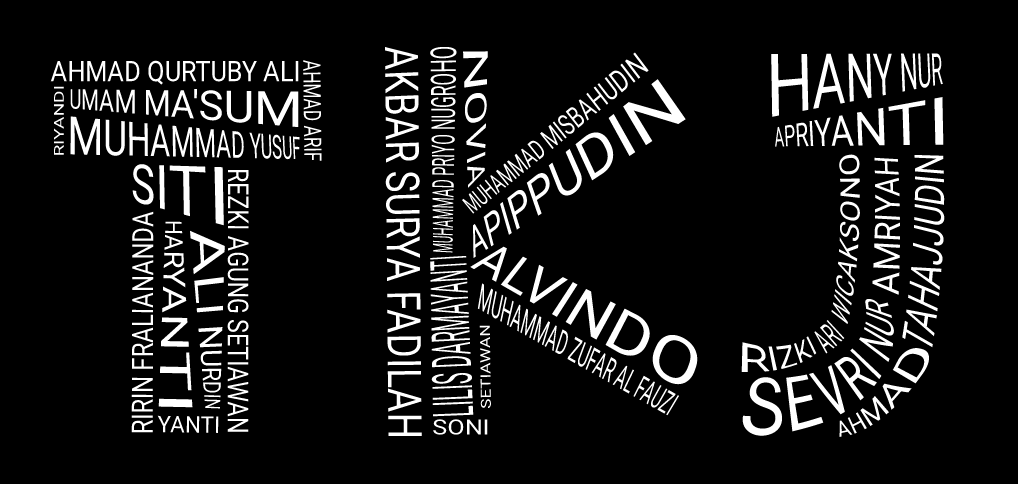 AHMAD QURTUBY ALI
AHMAD ARIF
RIYANDI
UMAM MA'SUM
MUHAMMAD YUSUF
SITI
REZKI AGUNG SETIAWAN
RIRIN FRALIANANDA
HARYANTI
ALI NURDIN
YANTI
AKBAR SURYA FADILAH
MUHAMMAD PRIYO NUGROHO
NOVIA
LILIS DARMAYANTI
SETIAWAN
SONI
MUHAMMAD MISBAHUDIN
APIPPUDIN
ALVINDO
MUHAMMAD ZUFAR AL FAUZI
HANY NUR
APRIYANTI
RIZKI ARI WICAKSONO
SEVRI NUR AMRIYAH
AHMAD TAHAJJUDIN